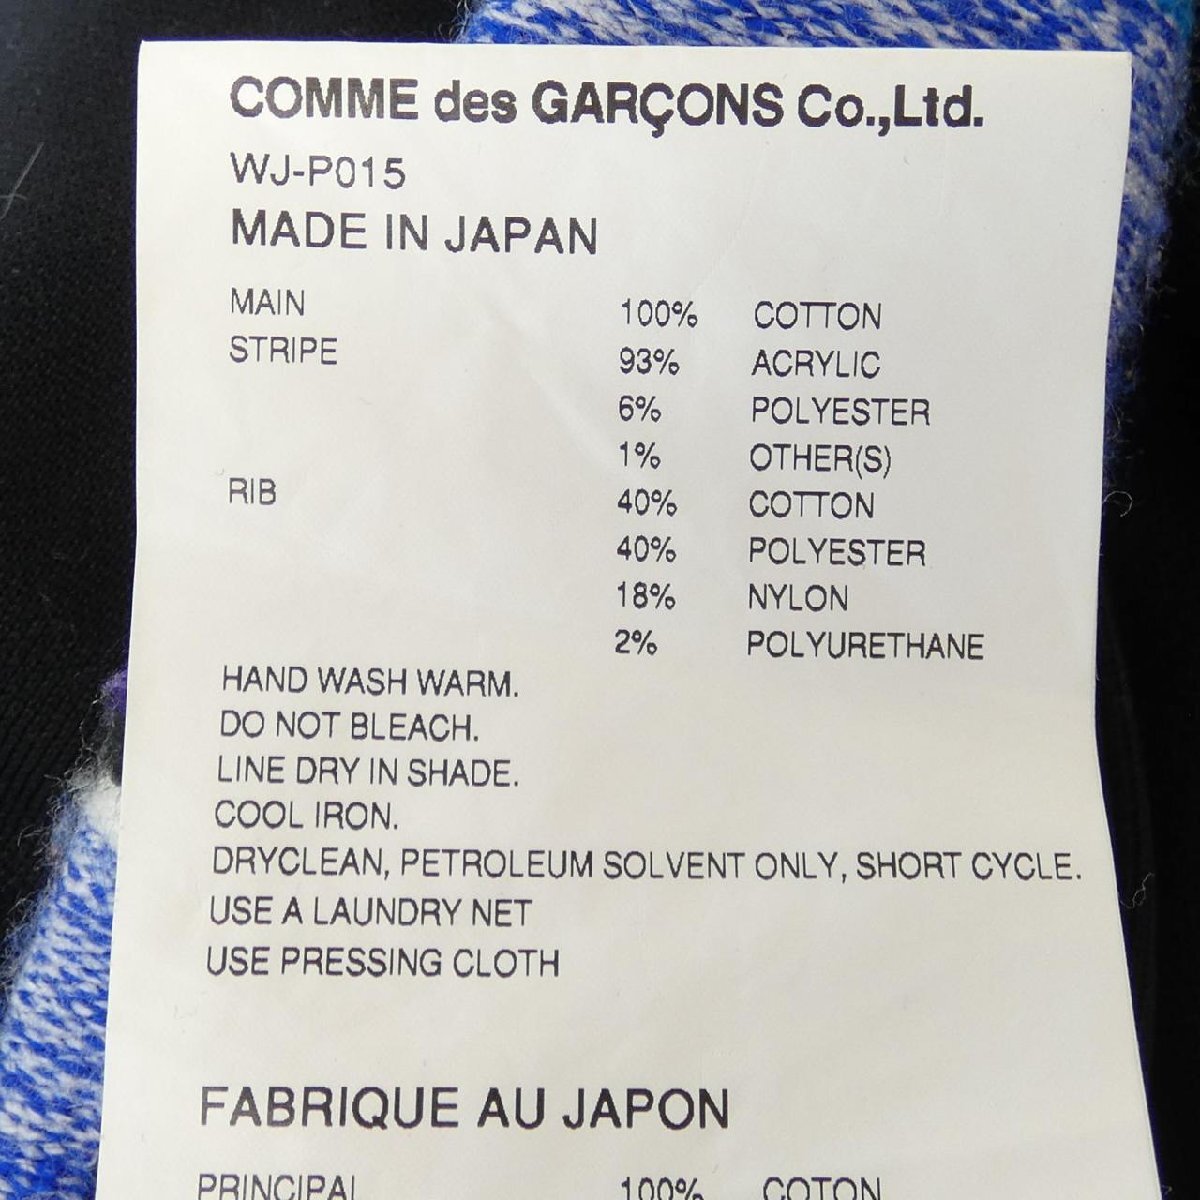 COMME des GARÇONS Co.,Ltd.
WJ-P015
MADE IN JAPAN
MAIN 100% COTTON
STRIPE 93% ACRYLIC
6% POLYESTER
1% OTHER(S)
RIB 40% COTTON
40% POLYESTER
18% NYLON
2% POLYURETHANE
HAND WASH WARM.
DO NOT BLEACH.
LINE DRY IN SHADE.
COOL IRON.
DRYCLEAN, PETROLEUM SOLVENT ONLY, SHORT CYCLE.
USE A LAUNDRY NET
USE PRESSING CLOTH
FABRIQUE AU JAPON
PRINCIPAL 100% COTON